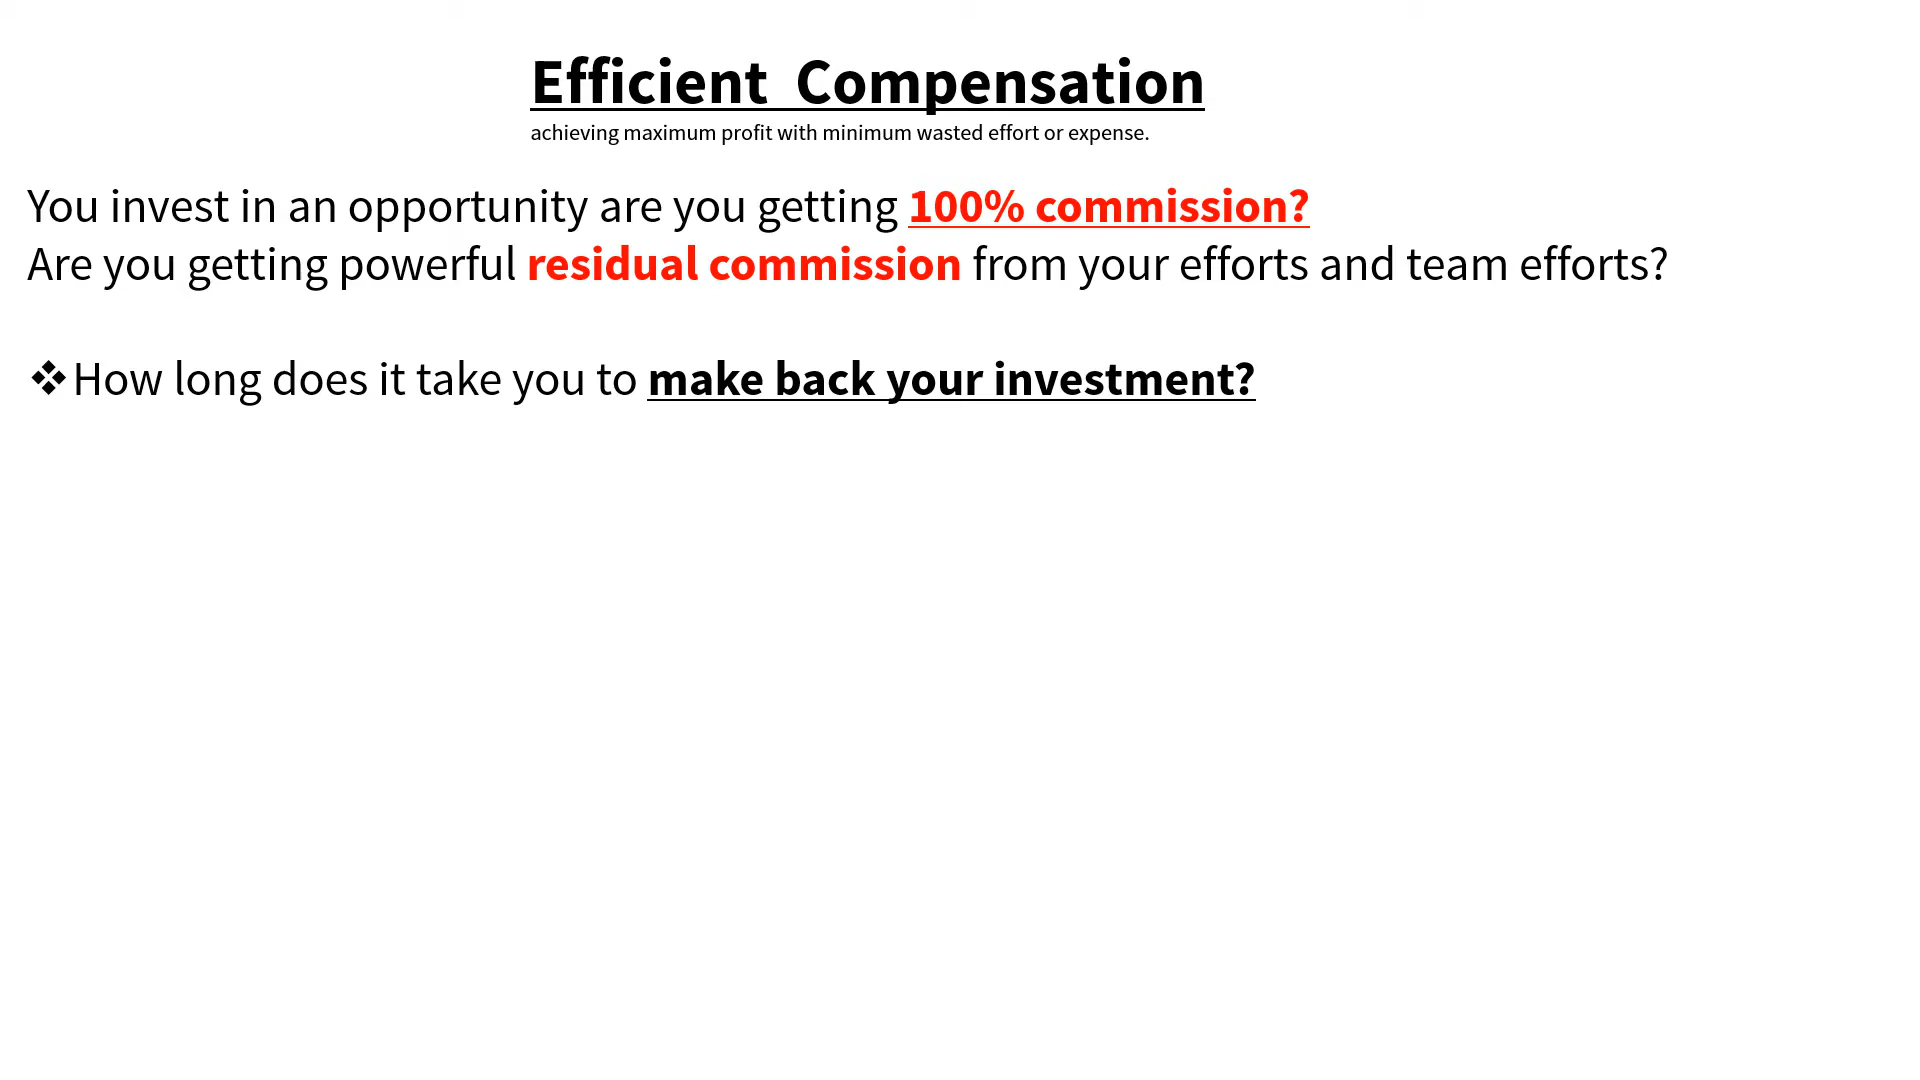 Efficient  Compensation
achieving maximum profit with minimum wasted effort or expense.
You invest in an opportunity are you getting 100% commission?
Are you getting powerful residual commission from your efforts and team efforts?
❖How long does it take you to make back your investment?